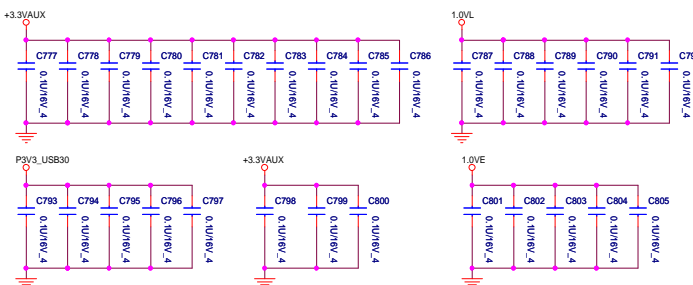 +3.3VAUX
1.0VL
C777 C778 C779 C780 C781 C782 C783 C784 C785 C786
C787 C788 C789 C790 C791
0.1U/16V_4 0.1U/16V_4 0.1U/16V_4 0.1U/16V_4 0.1U/16V_4 0.1U/16V_4 0.1U/16V_4 0.1U/16V_4 0.1U/16V_4 0.1U/16V_4
0.1U/16V_4 0.1U/16V_4 0.1U/16V_4 0.1U/16V_4 0.1U/16V_4 0.1U/16V_4
P3V3_USB30
+3.3VAUX
1.0VE
C793 C794 C795 C796 C797
C798 C799 C800
C801 C802 C803 C804 C805
0.1U/16V_4 0.1U/16V_4 0.1U/16V_4 0.1U/16V_4 0.1U/16V_4
0.1U/16V_4 0.1U/16V_4 0.1U/16V_4
0.1U/16V_4 0.1U/16V_4 0.1U/16V_4 0.1U/16V_4 0.1U/16V_4